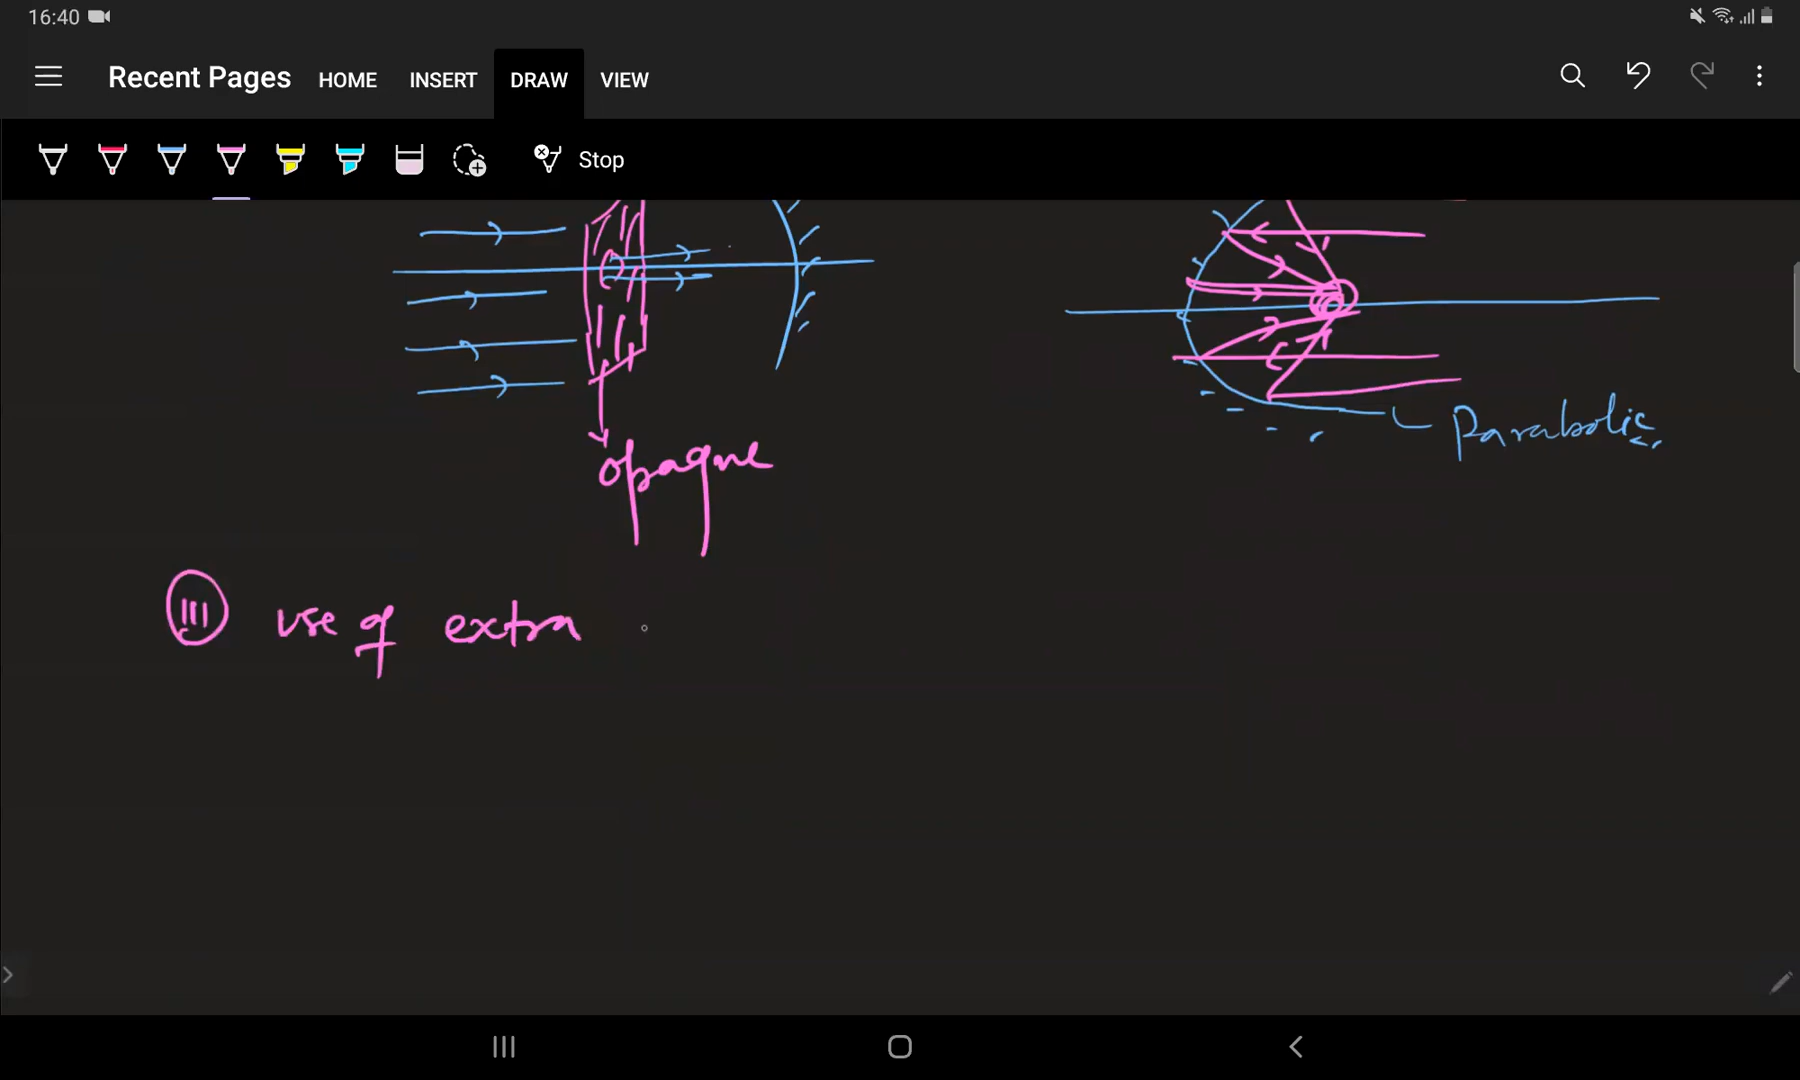 16:40
Recent Pages HOME INSERT DRAW VIEW
Stop
Parabolic
opaque
III use of extra